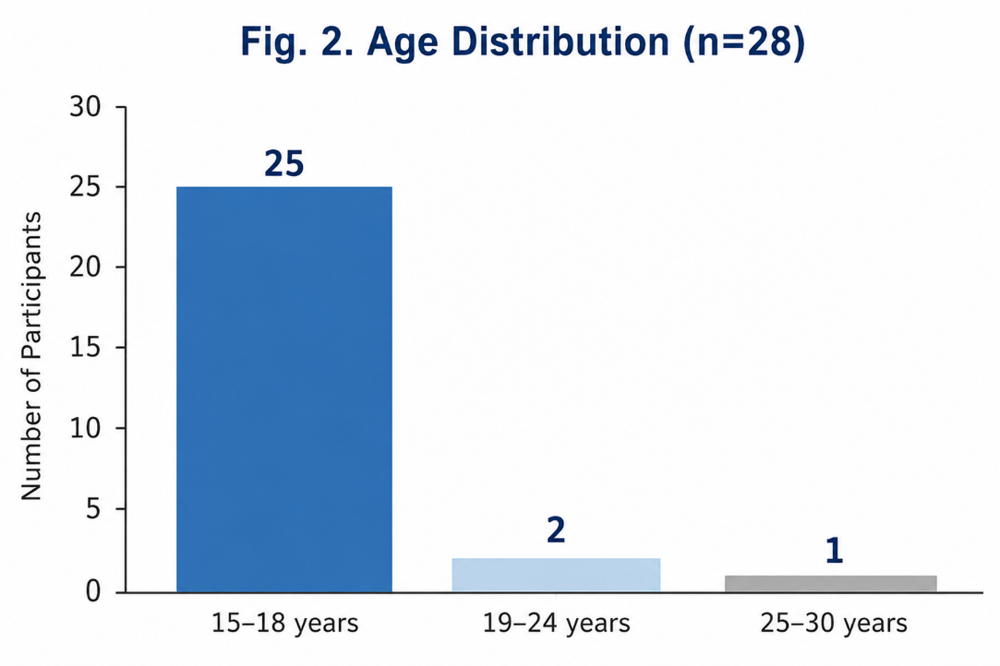 Fig. 2. Age Distribution (n=28)
Number of Participants
30
25
20
15
10
5
0
25
2
1
15–18 years
19–24 years
25–30 years